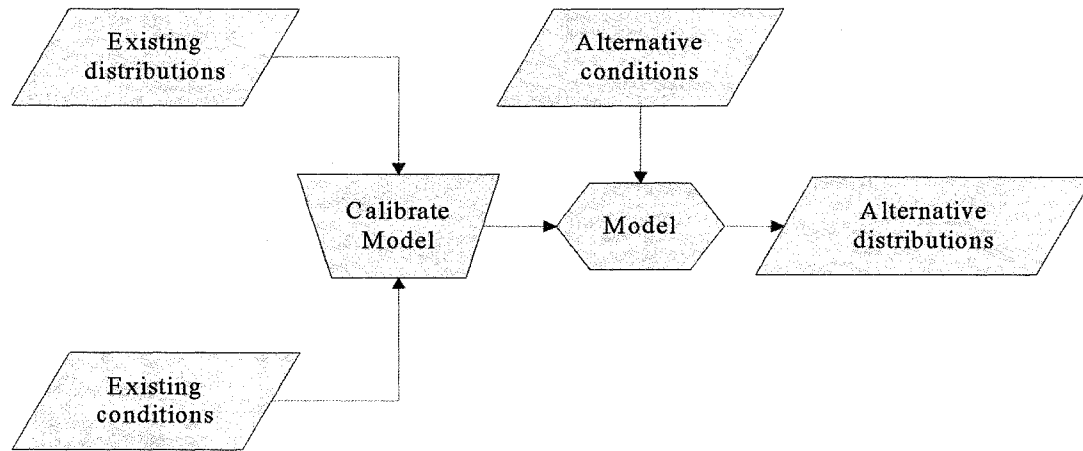 Existing
distributions
Alternative
conditions
Calibrate
Model
Model
Alternative
distributions
Existing
conditions